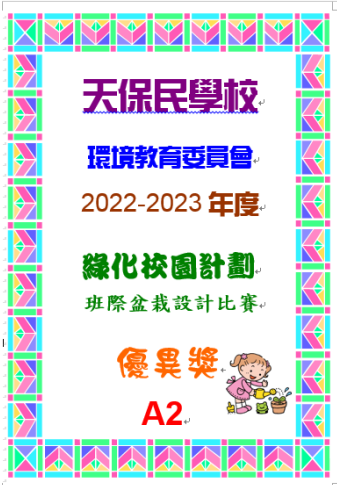 天保民學校
環境教育委員會
2022-2023 年度
綠化校園計劃
班際盆栽設計比賽
優異獎
A2